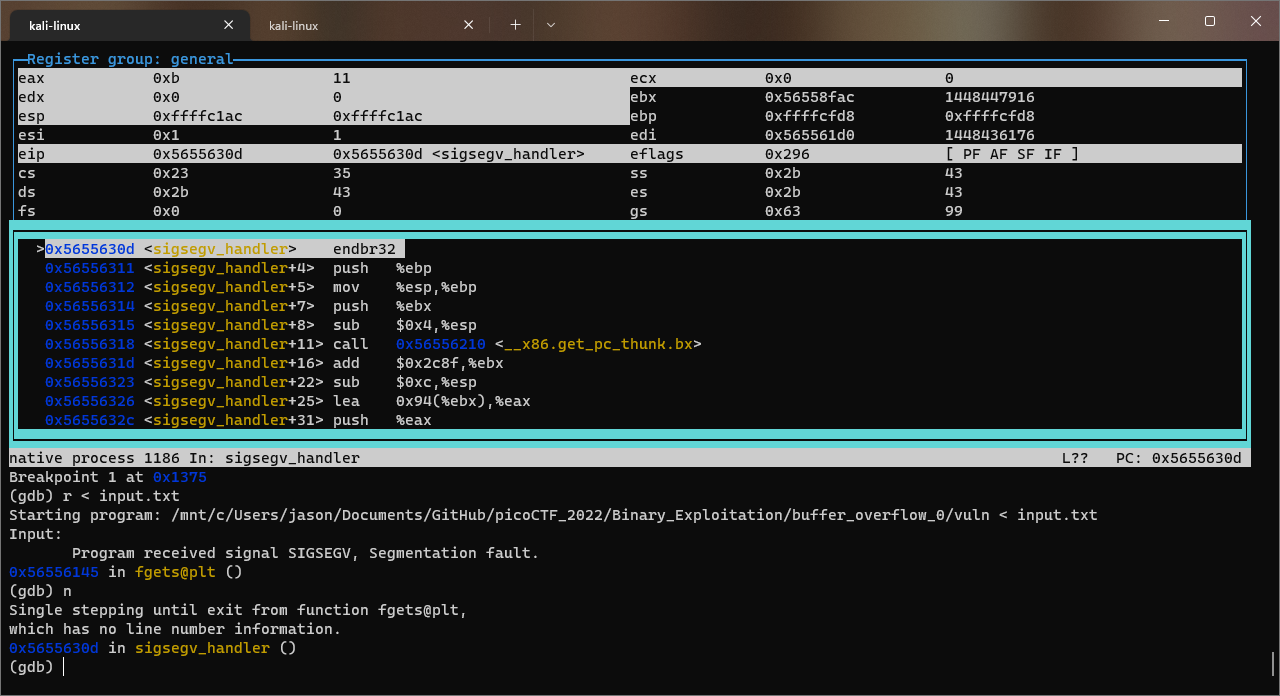 kali-linux kali-linux
Register group: general
eax 0xb 11 ecx 0x0 0
edx 0x0 0 ebx 0x56558fac 1448447916
esp 0xffffc1ac 0xffffc1ac ebp 0xffffcfd8 0xffffcfd8
esi 0x1 1 edi 0x565561d0 1448436176
eip 0x5655630d 0x5655630d <sigsegv_handler> eflags 0x296 [ PF AF SF IF ]
cs 0x23 35 ss 0x2b 43
ds 0x2b 43 es 0x2b 43
fs 0x0 0 gs 0x63 99
>0x5655630d <sigsegv_handler> endbr32
0x56556311 <sigsegv_handler+4> push %ebp
0x56556312 <sigsegv_handler+5> mov %esp,%ebp
0x56556314 <sigsegv_handler+7> push %ebx
0x56556315 <sigsegv_handler+8> sub $0x4,%esp
0x56556318 <sigsegv_handler+11> call 0x56556210 <__x86.get_pc_thunk.bx>
0x5655631d <sigsegv_handler+16> add $0x2c8f,%ebx
0x56556323 <sigsegv_handler+22> sub $0xc,%esp
0x56556326 <sigsegv_handler+25> lea 0x94(%ebx),%eax
0x5655632c <sigsegv_handler+31> push %eax
native process 1186 In: sigsegv_handler L?? PC: 0x5655630d
Breakpoint 1 at 0x1375
(gdb) r < input.txt
Starting program: /mnt/c/Users/jason/Documents/GitHub/picoCTF_2022/Binary_Exploitation/buffer_overflow_0/vuln < input.txt
Input:
Program received signal SIGSEGV, Segmentation fault.
0x56556145 in fgets@plt ()
(gdb) n
Single stepping until exit from function fgets@plt,
which has no line number information.
0x5655630d in sigsegv_handler ()
(gdb)